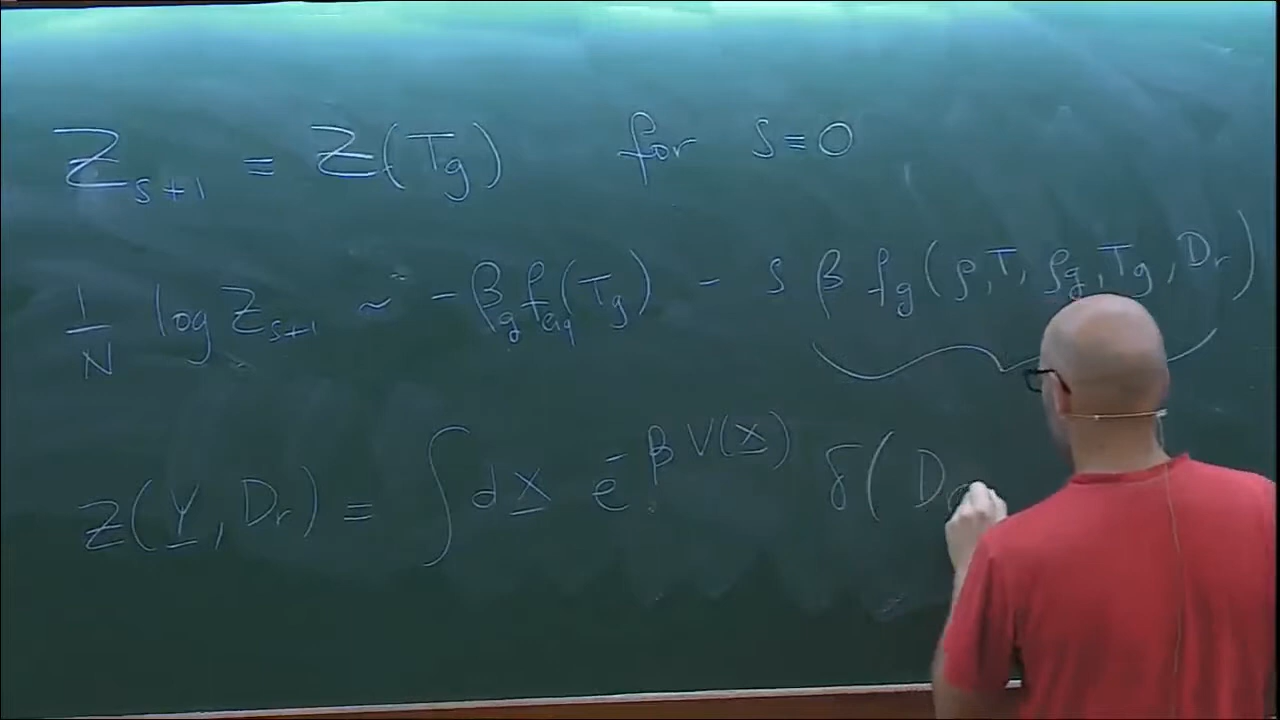 Z_{s+1} = Z(T_g) for s=0
1/N log Z_{s+1} ~ -β_g f_{eq}(T_g) - s β f_g(ρ, T, ρ_g, T_g, D_r)
Z(Y, D_r) = ∫ dX e^{-βV(X)} δ(D_r